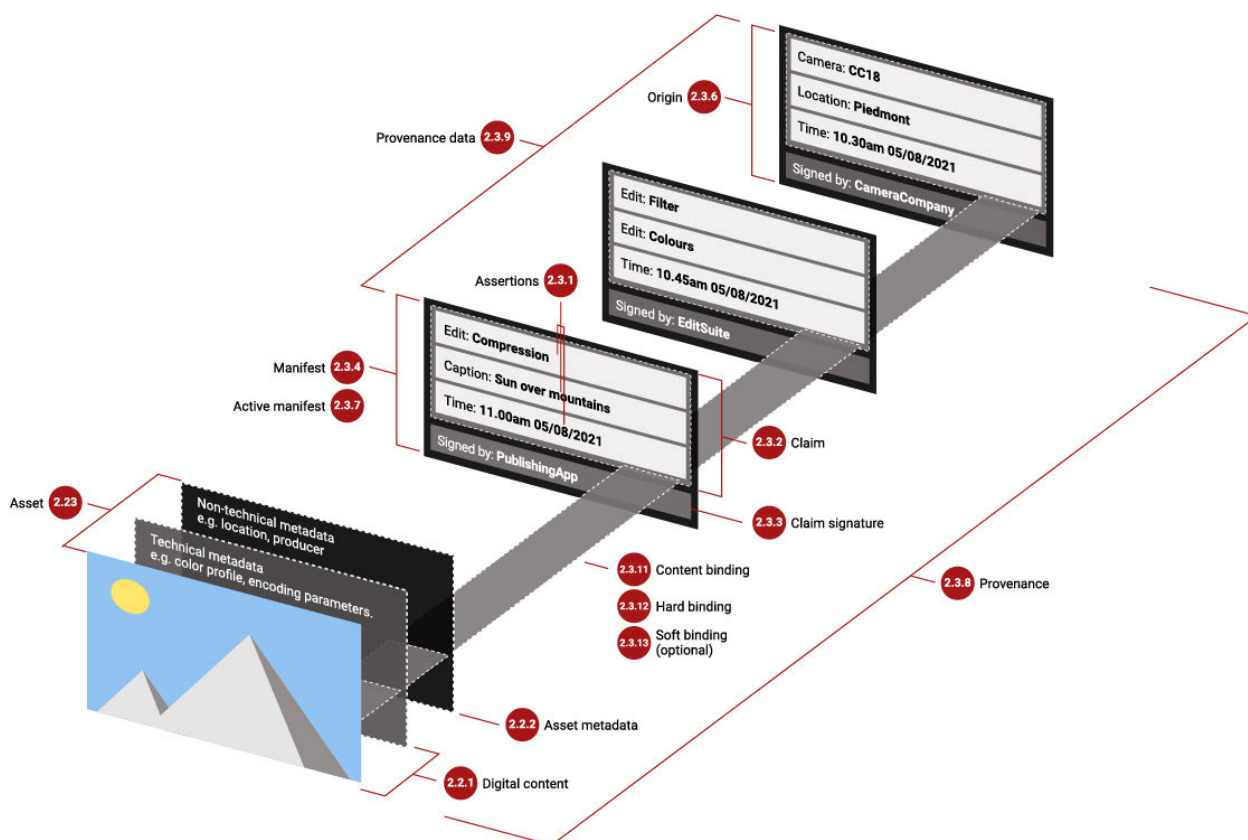 Camera: CC18
Location: Piedmont
Time: 10.30am 05/08/2021
Signed by: CameraCompany
Origin 2.3.6
Provenance data 2.3.9
Edit: Filter
Edit: Colours
Time: 10.45am 05/08/2021
Signed by: EditSuite
Assertions 2.3.1
Edit: Compression
Caption: Sun over mountains
Time: 11.00am 05/08/2021
Signed by: PublishingApp
Manifest 2.3.4
Active manifest 2.3.7
2.3.2 Claim
2.3.3 Claim signature
Asset 2.23
Non-technical metadata
e.g. location, producer
Technical metadata
e.g. color profile, encoding parameters.
2.3.11 Content binding
2.3.12 Hard binding
2.3.13 Soft binding
(optional)
2.3.8 Provenance
2.2.2 Asset metadata
2.2.1 Digital content